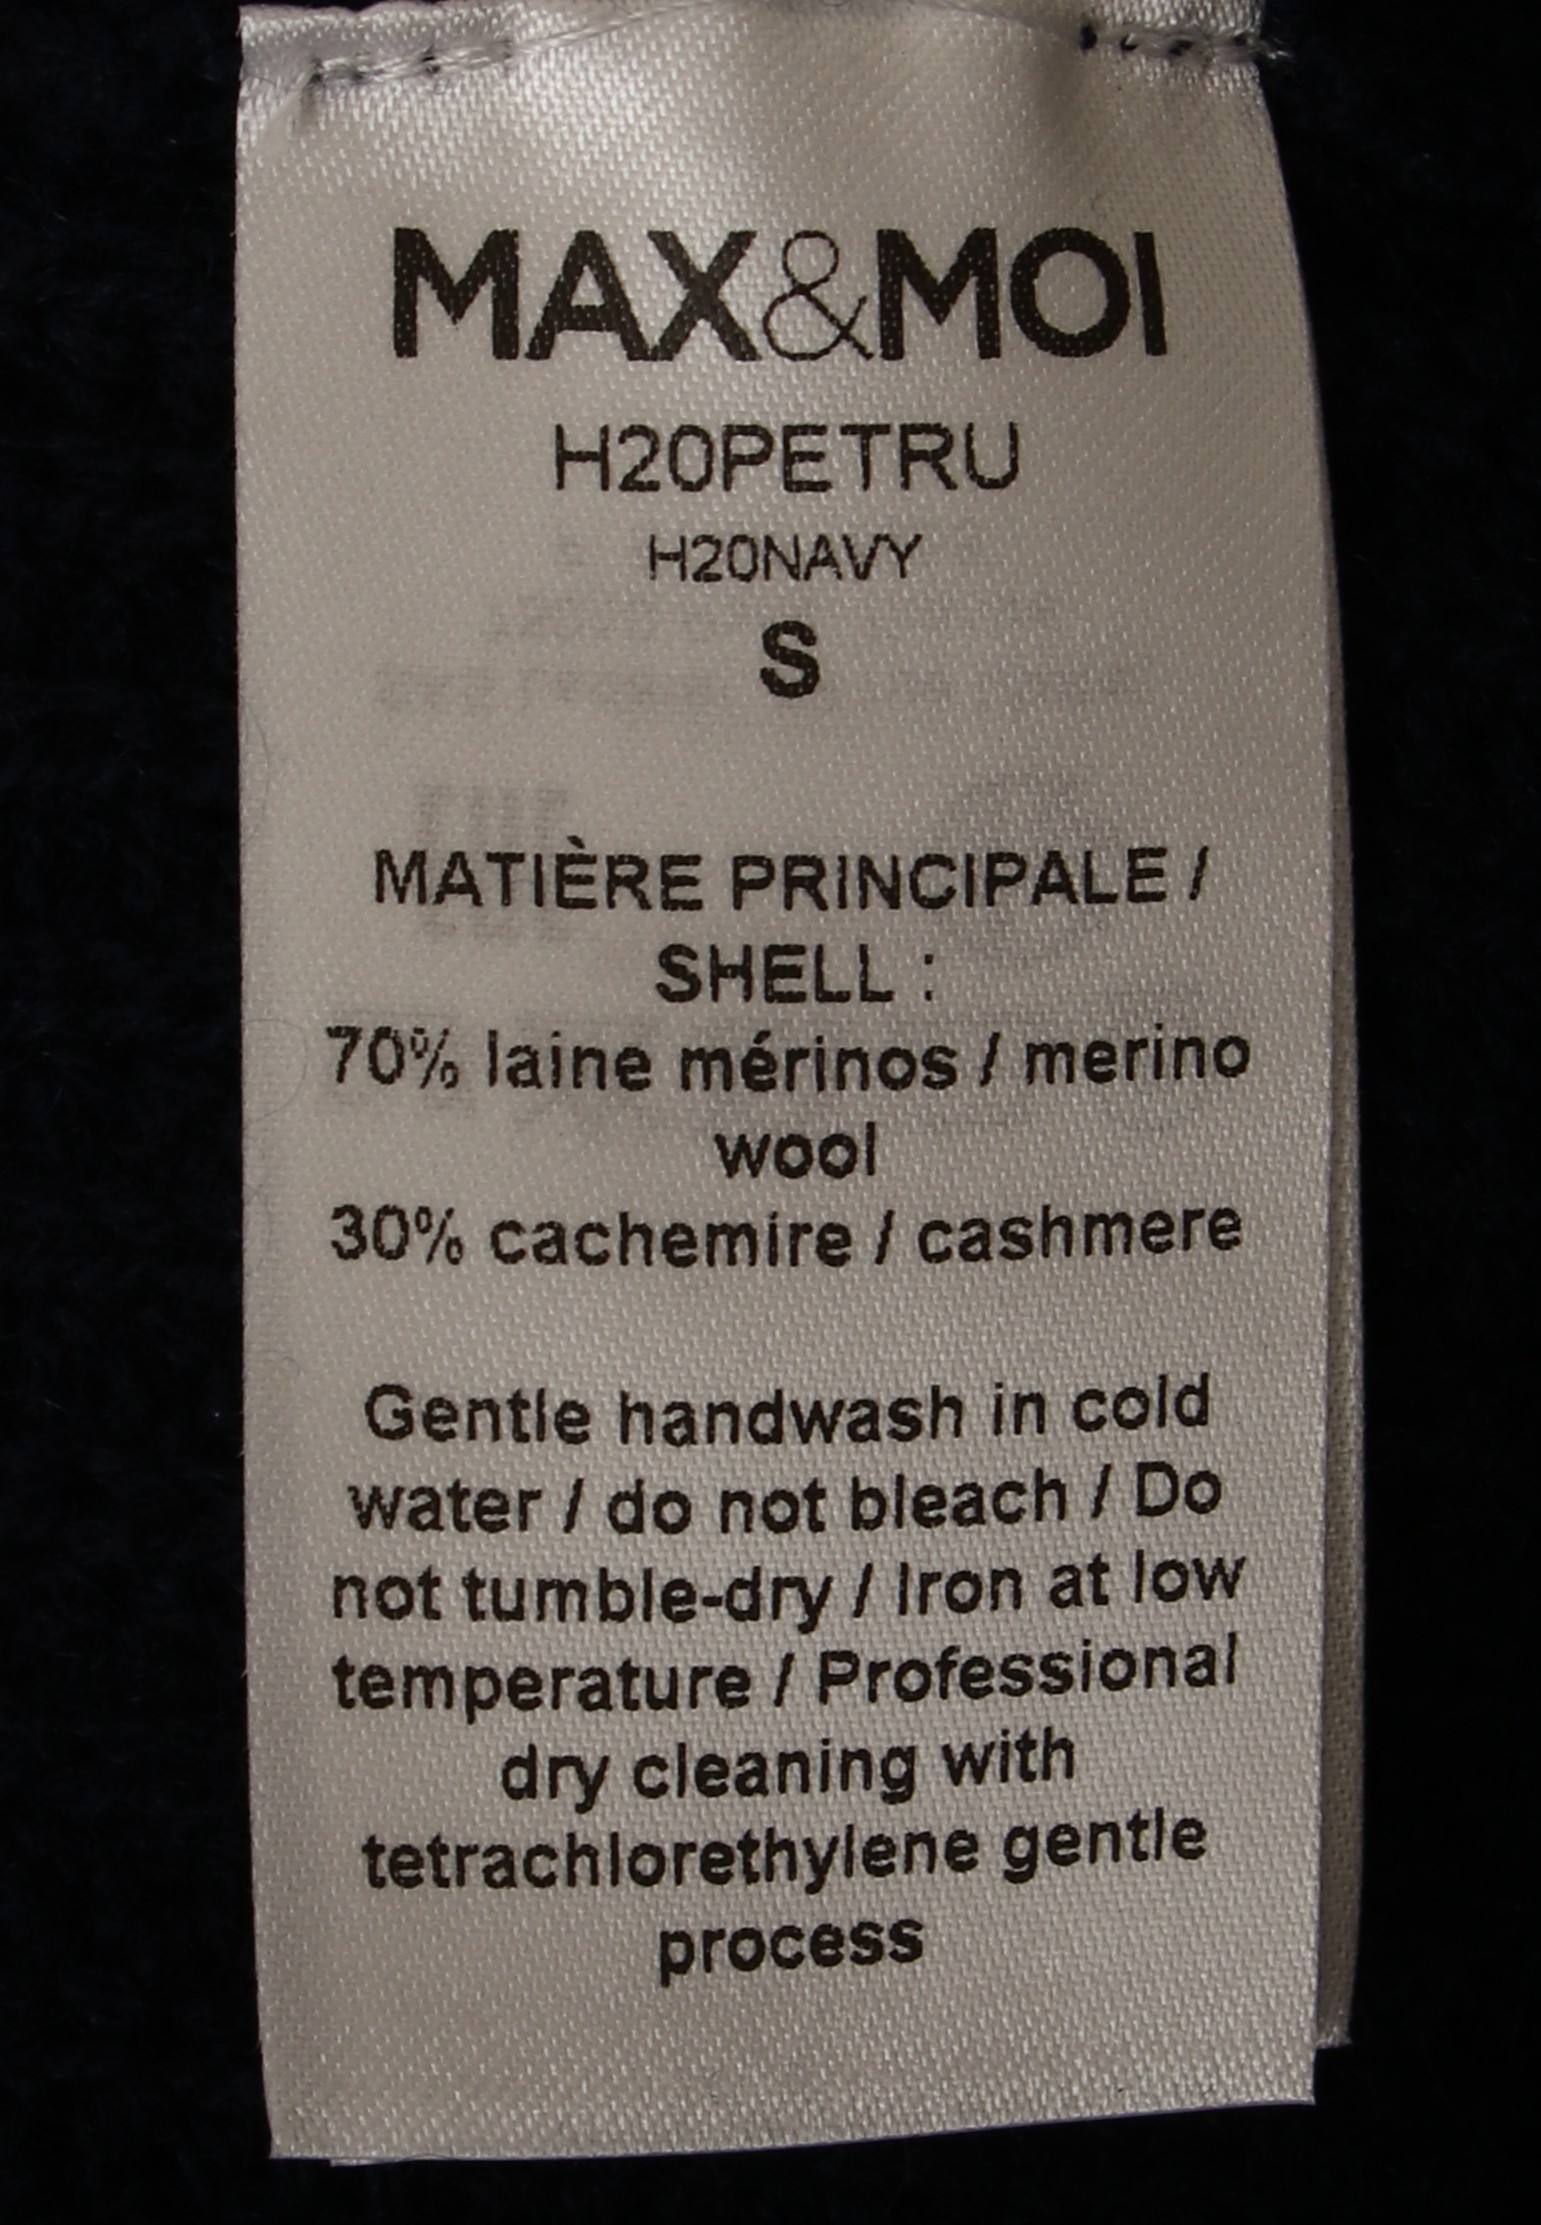 MAX&MOI
H20PETRU
H20NAVY
S
MATIÈRE PRINCIPALE /
SHELL :
70% laine mérinos / merino
wool
30% cachemire / cashmere
Gentle handwash in cold
water / do not bleach / Do
not tumble-dry / Iron at low
temperature / Professional
dry cleaning with
tetrachlorethylene gentle
process